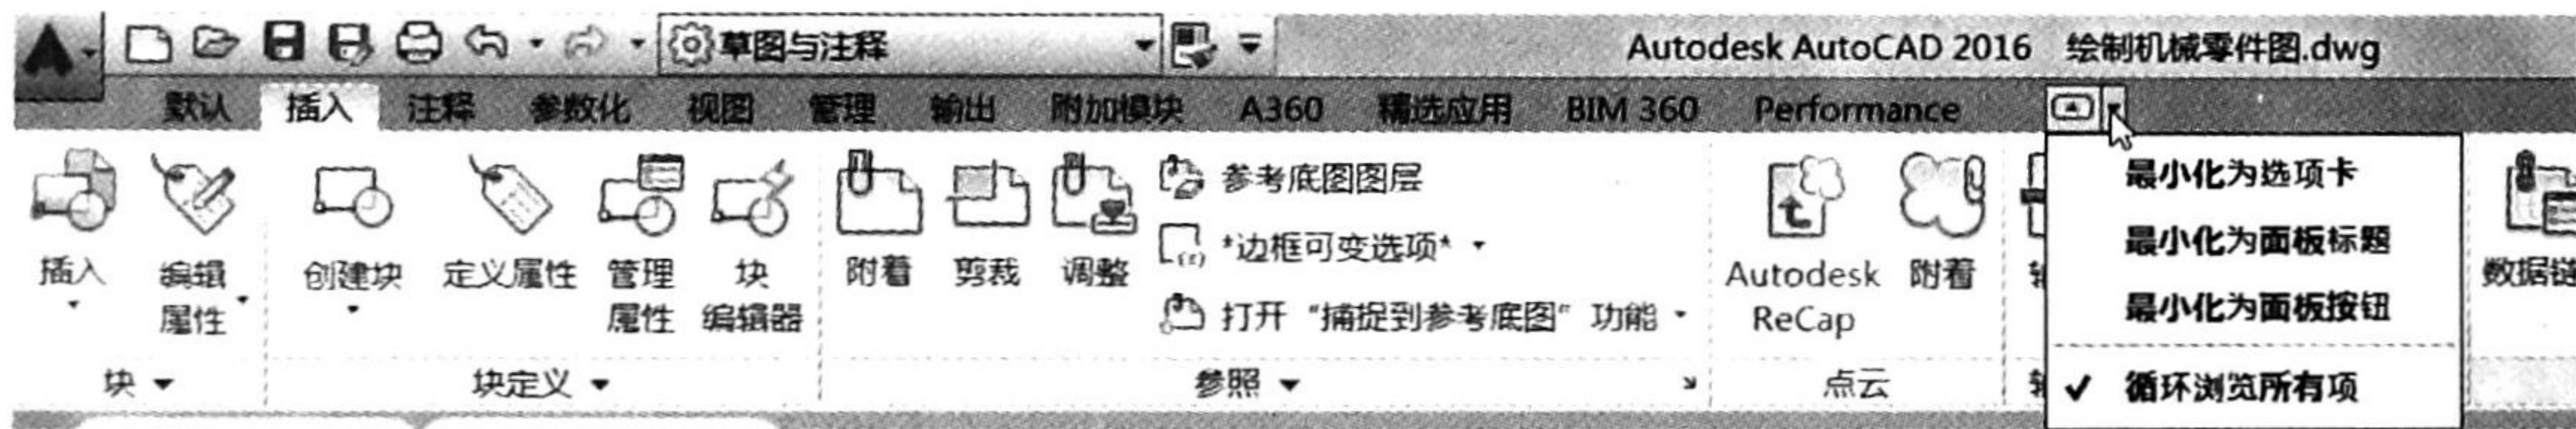 草图与注释 Autodesk AutoCAD 2016 绘制机械零件图.dwg
默认 插入 注释 参数化 视图 管理 输出 附加模块 A360 精选应用 BIM 360 Performance
插入
编辑
属性
创建块
定义属性
管理
属性
块
编辑器
块
块定义
附着
剪裁
调整
参考底图图层
*边框可变选项*
打开“捕捉到参考底图”功能
参照
Autodesk
ReCap
附着
点云
最小化为选项卡
最小化为面板标题
最小化为面板按钮
循环浏览所有项
数据链